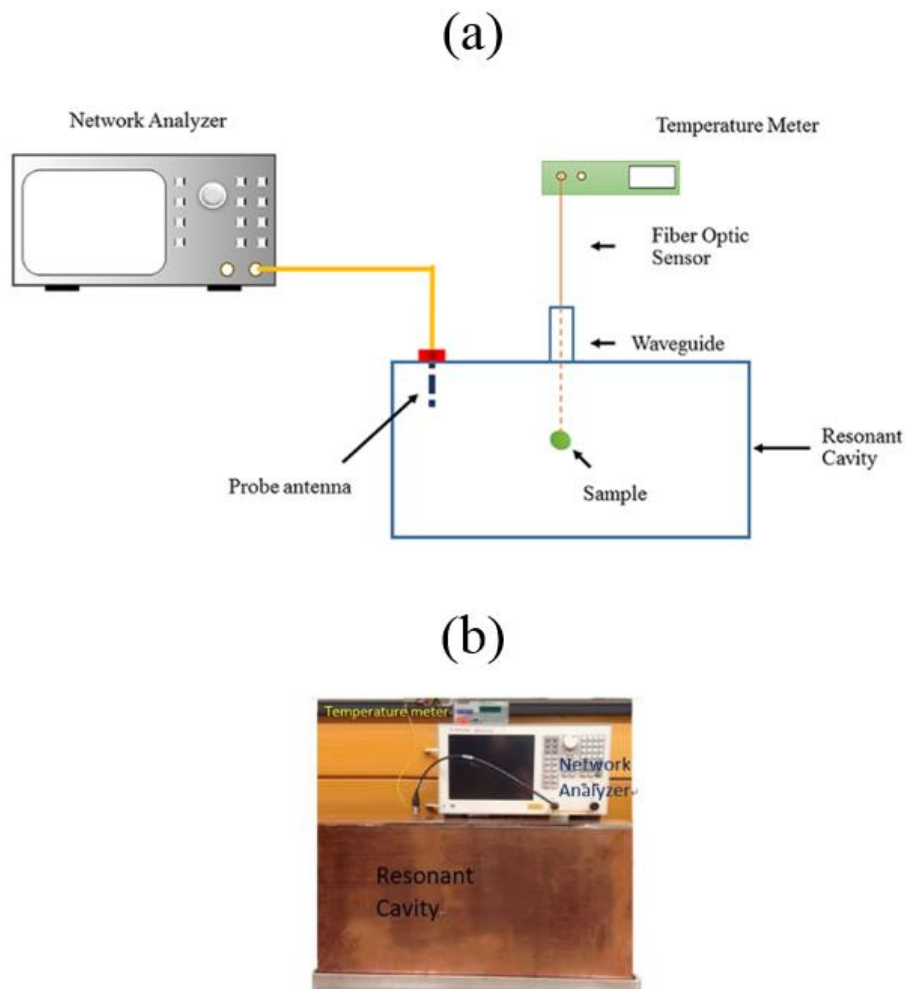 (a)
Network Analyzer
Temperature Meter
Fiber Optic
Sensor
Waveguide
Resonant
Cavity
Probe antenna
Sample
(b)
Temperature meter
Network
Analyzer
Resonant
Cavity